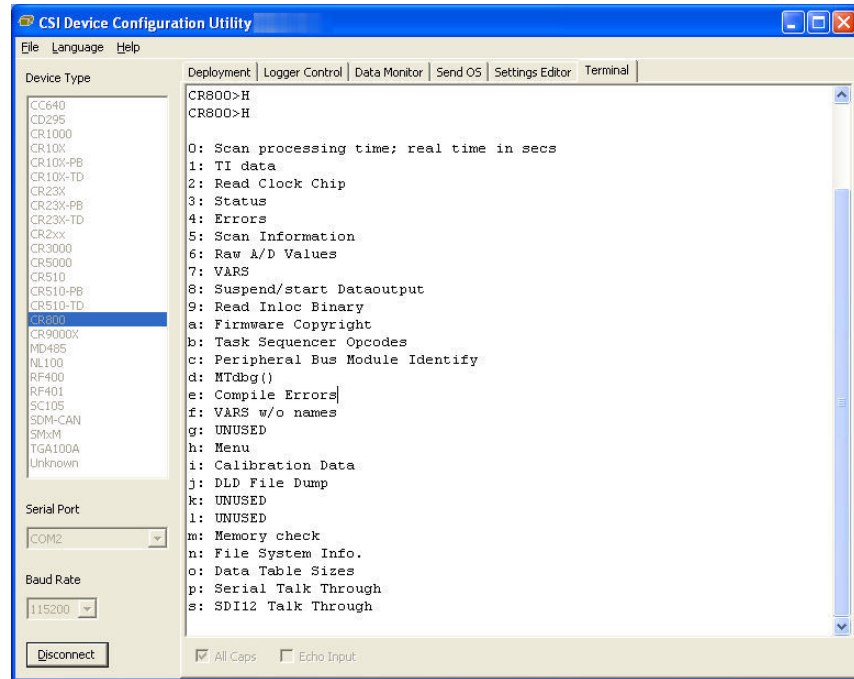 CSI Device Configuration Utility
File Language Help
Device Type
CC640
CD295
CR1000
CR10X
CR10X-PB
CR10X-TD
CR23X
CR23X-PB
CR23X-TD
CR2xx
CR3000
CR5000
CR510
CR510-PB
CR510-TD
CR800
CR9000X
MD485
NL100
RF400
RF401
SC105
SDM-CAN
SMxM
TGA100A
Unknown
Serial Port
COM2
Baud Rate
115200
Disconnect
Deployment Logger Control Data Monitor Send OS Settings Editor Terminal
CR800>H
CR800>H
0: Scan processing time; real time in secs
1: TI data
2: Read Clock Chip
3: Status
4: Errors
5: Scan Information
6: Raw A/D Values
7: VARS
8: Suspend/start Dataoutput
9: Read Inloc Binary
a: Firmware Copyright
b: Task Sequencer Opcodes
c: Peripheral Bus Module Identify
d: MTdbg()
e: Compile Errors
f: VARS w/o names
g: UNUSED
h: Menu
i: Calibration Data
j: DLD File Dump
k: UNUSED
l: UNUSED
m: Memory check
n: File System Info.
o: Data Table Sizes
p: Serial Talk Through
s: SDI12 Talk Through
All Caps Echo Input